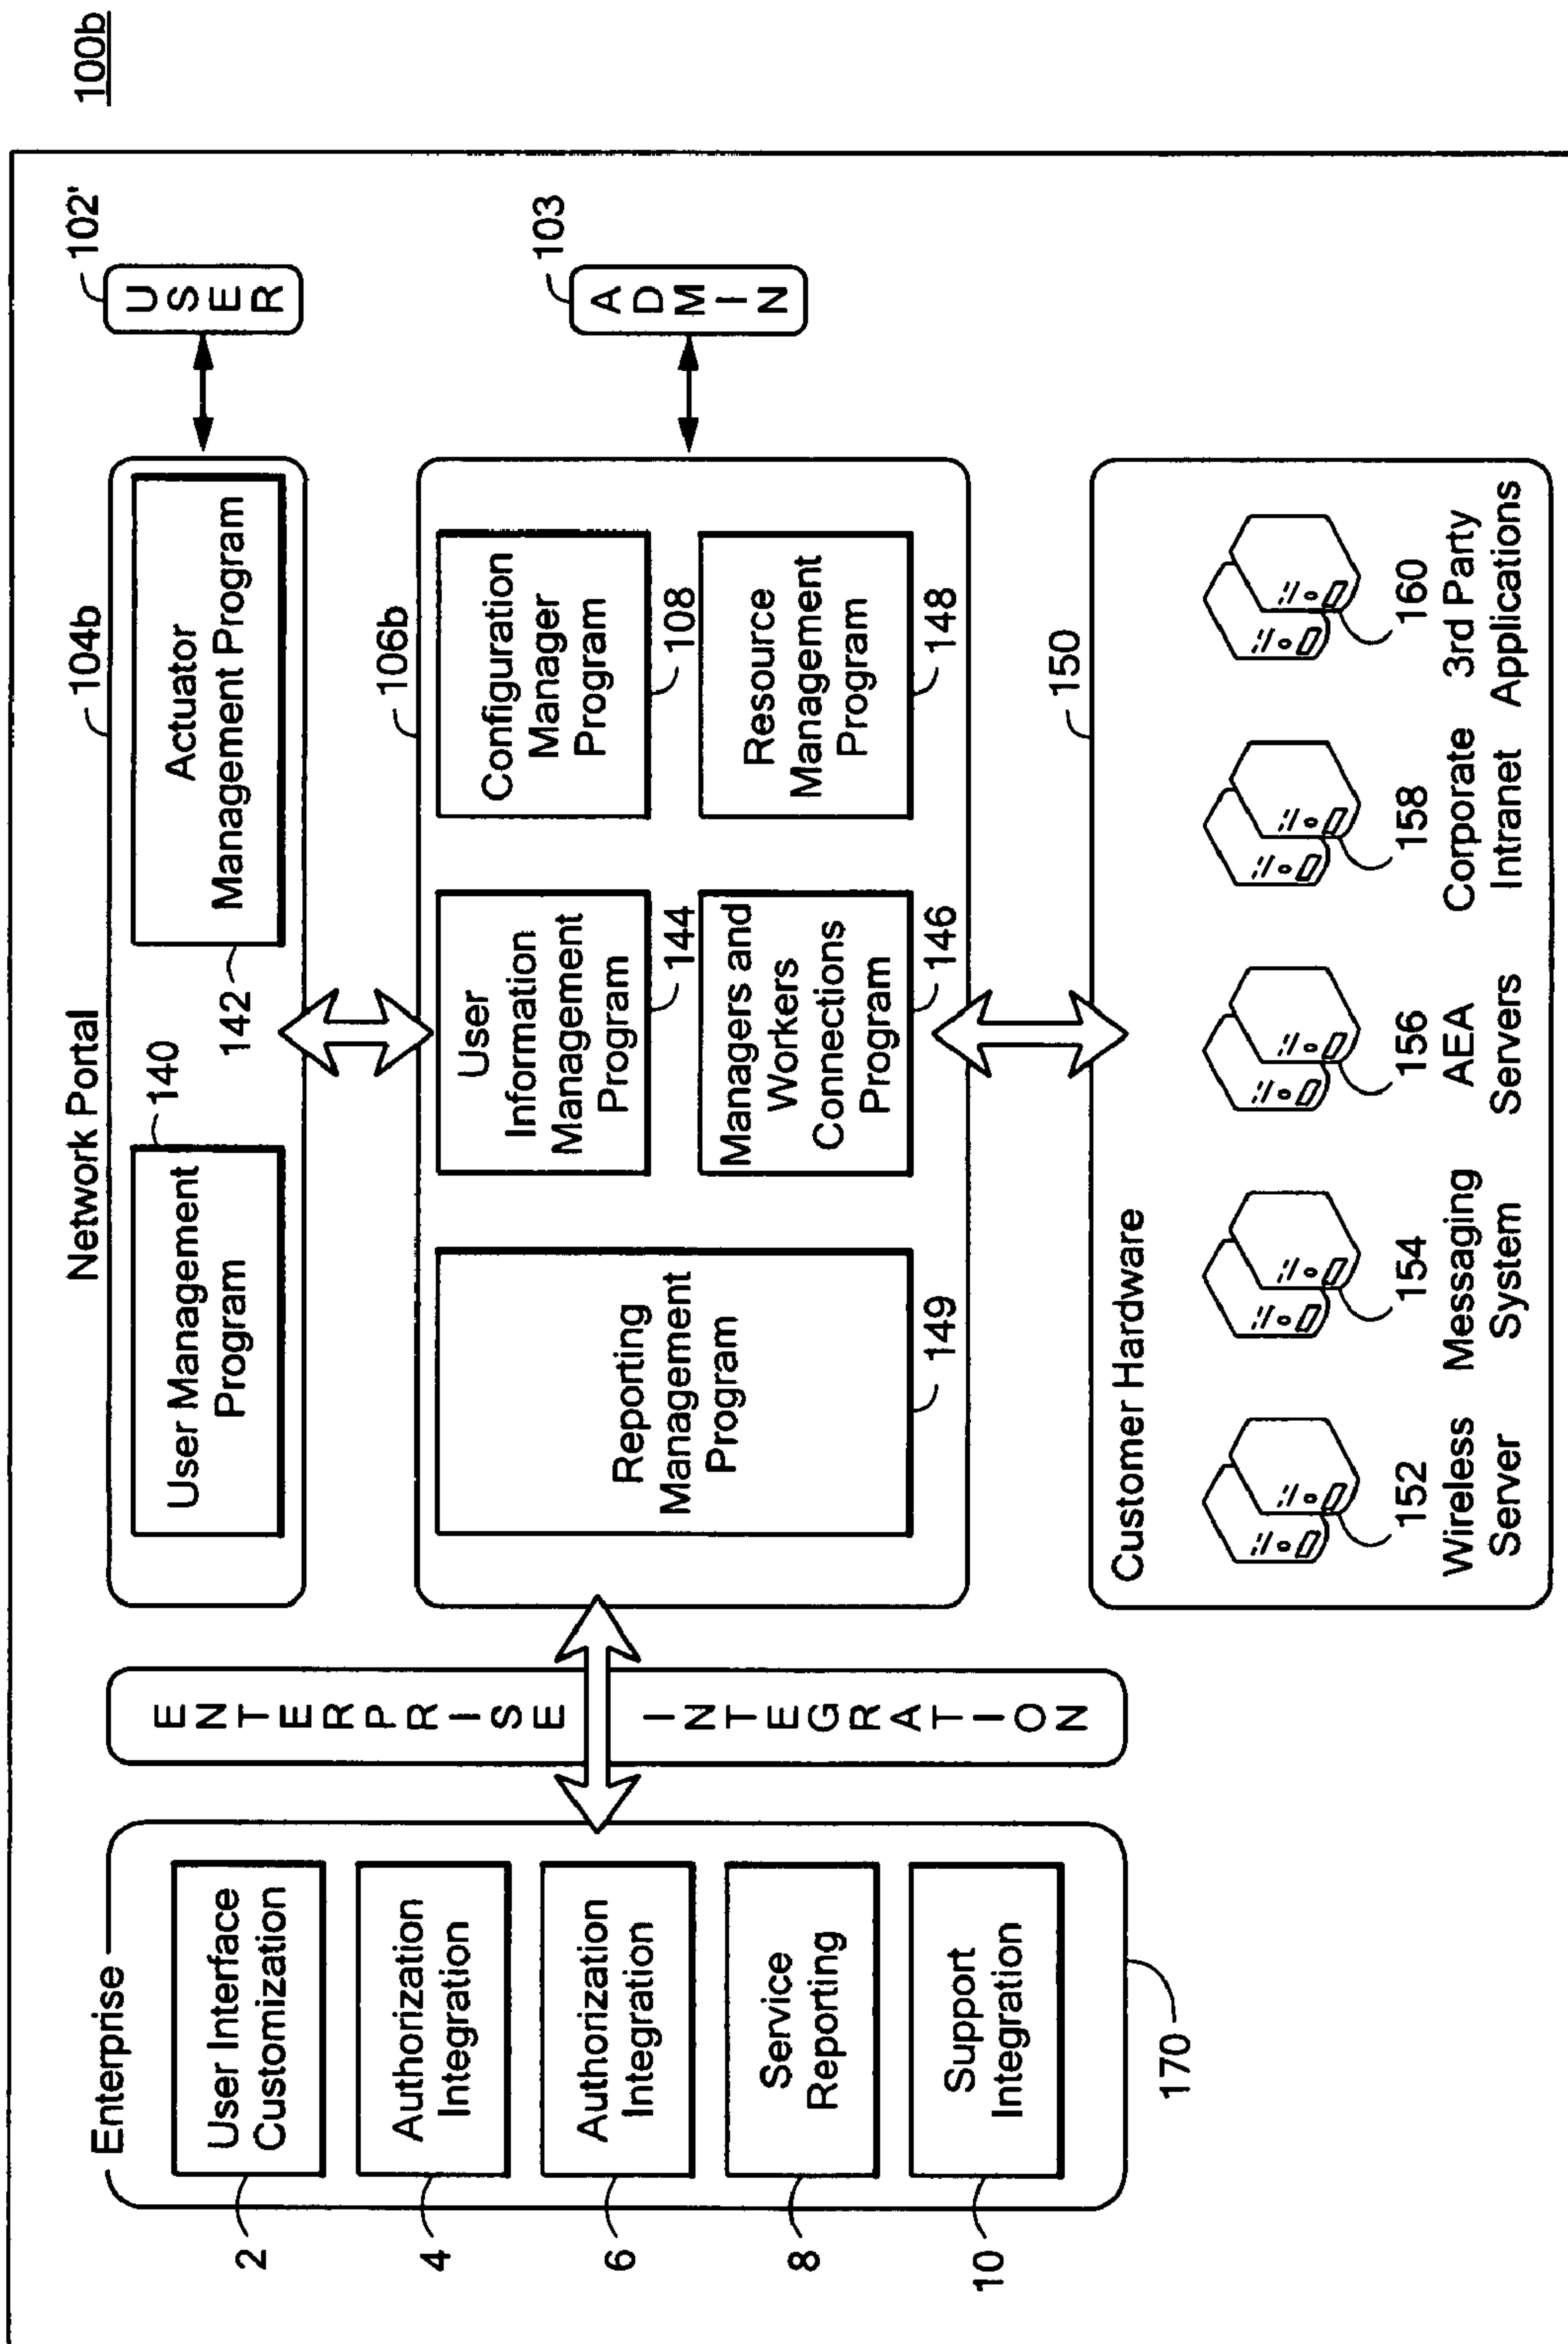 100b
Network Portal
104b
102'
USER
User Management
Program
140
Actuator
Management Program
142
106b
103
ADMIN
Reporting
Management
Program
149
User
Information
Management
Program
144
Configuration
Manager
Program
108
Managers and
Workers
Connections
Program
146
Resource
Management
Program
148
Enterprise
User Interface
Customization
2
Authorization
Integration
4
Authorization
Integration
6
Service
Reporting
8
Support
Integration
10
170
ENTERPRISE INTEGRATION
Customer Hardware
150
152
Wireless
Server
154
Messaging
System
156
AEA
Servers
158
Corporate
Intranet
160
3rd Party
Applications